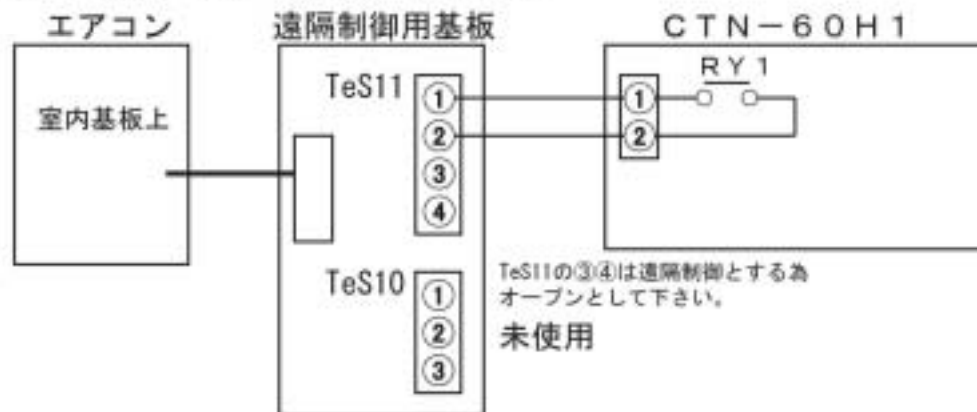 エアコン
遠隔制御用基板
CTN-60H1
室内基板上
TeS11
①
②
③
④
RY1
①
②
TeS11の③④は遠隔制御とする為
オープンとして下さい。
TeS10
①
②
③
未使用